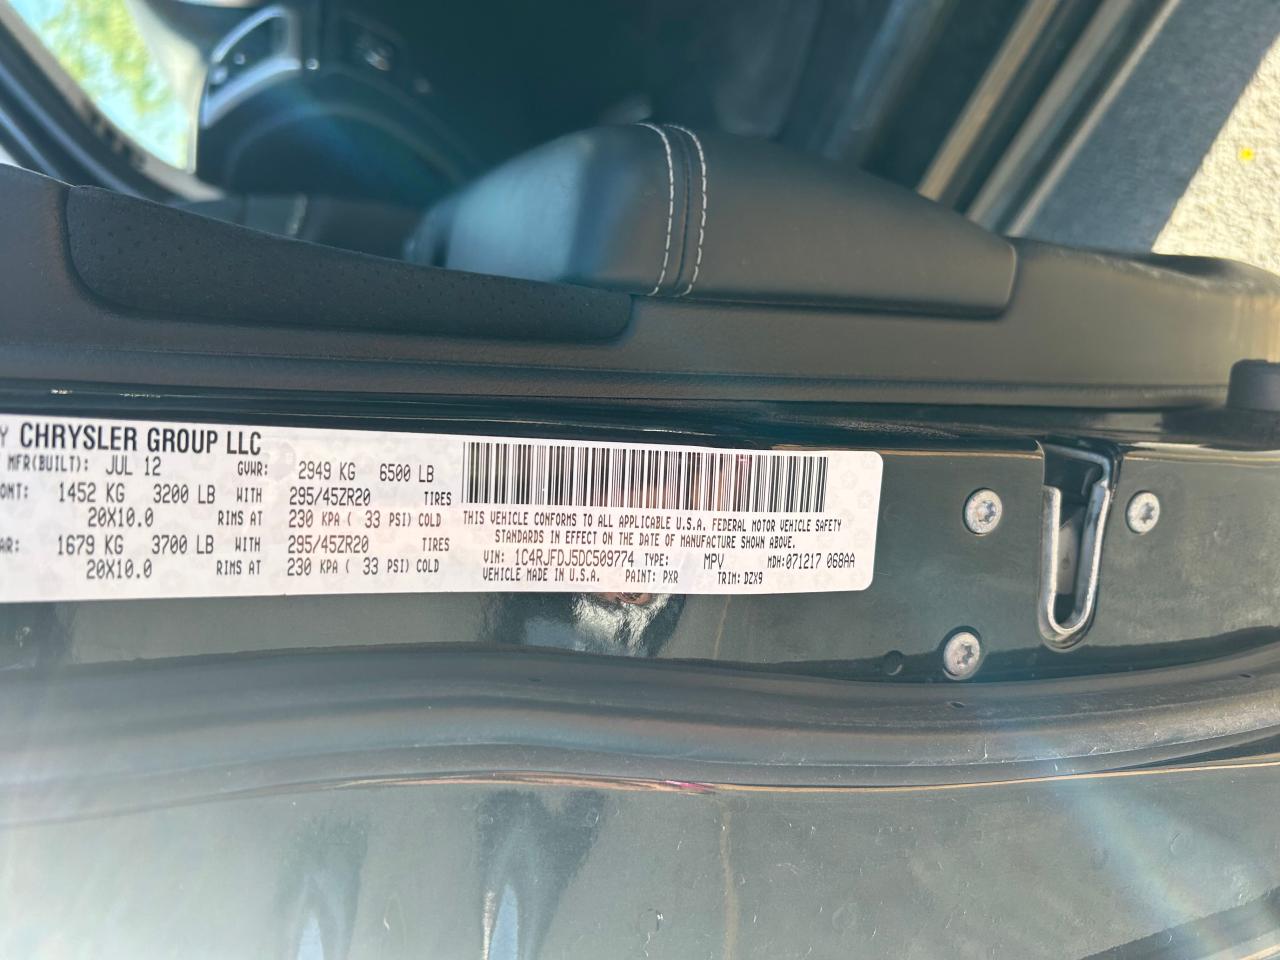 Y CHRYSLER GROUP LLC
MFR(BUILT): JUL 12 GVWR: 2949 KG 6500 LB
ONT: 1452 KG 3200 LB WITH 295/45ZR20 TIRES
20X10.0 RIMS AT 230 KPA ( 33 PSI) COLD
AR: 1679 KG 3700 LB WITH 295/45ZR20 TIRES
20X10.0 RIMS AT 230 KPA ( 33 PSI) COLD
THIS VEHICLE CONFORMS TO ALL APPLICABLE U.S.A. FEDERAL MOTOR VEHICLE SAFETY
STANDARDS IN EFFECT ON THE DATE OF MANUFACTURE SHOWN ABOVE.
VIN: 1C4RJFDJ5DC509774 TYPE: MPV MDH:071217 068AA
VEHICLE MADE IN U.S.A. PAINT: PXR TRIM: DZX9